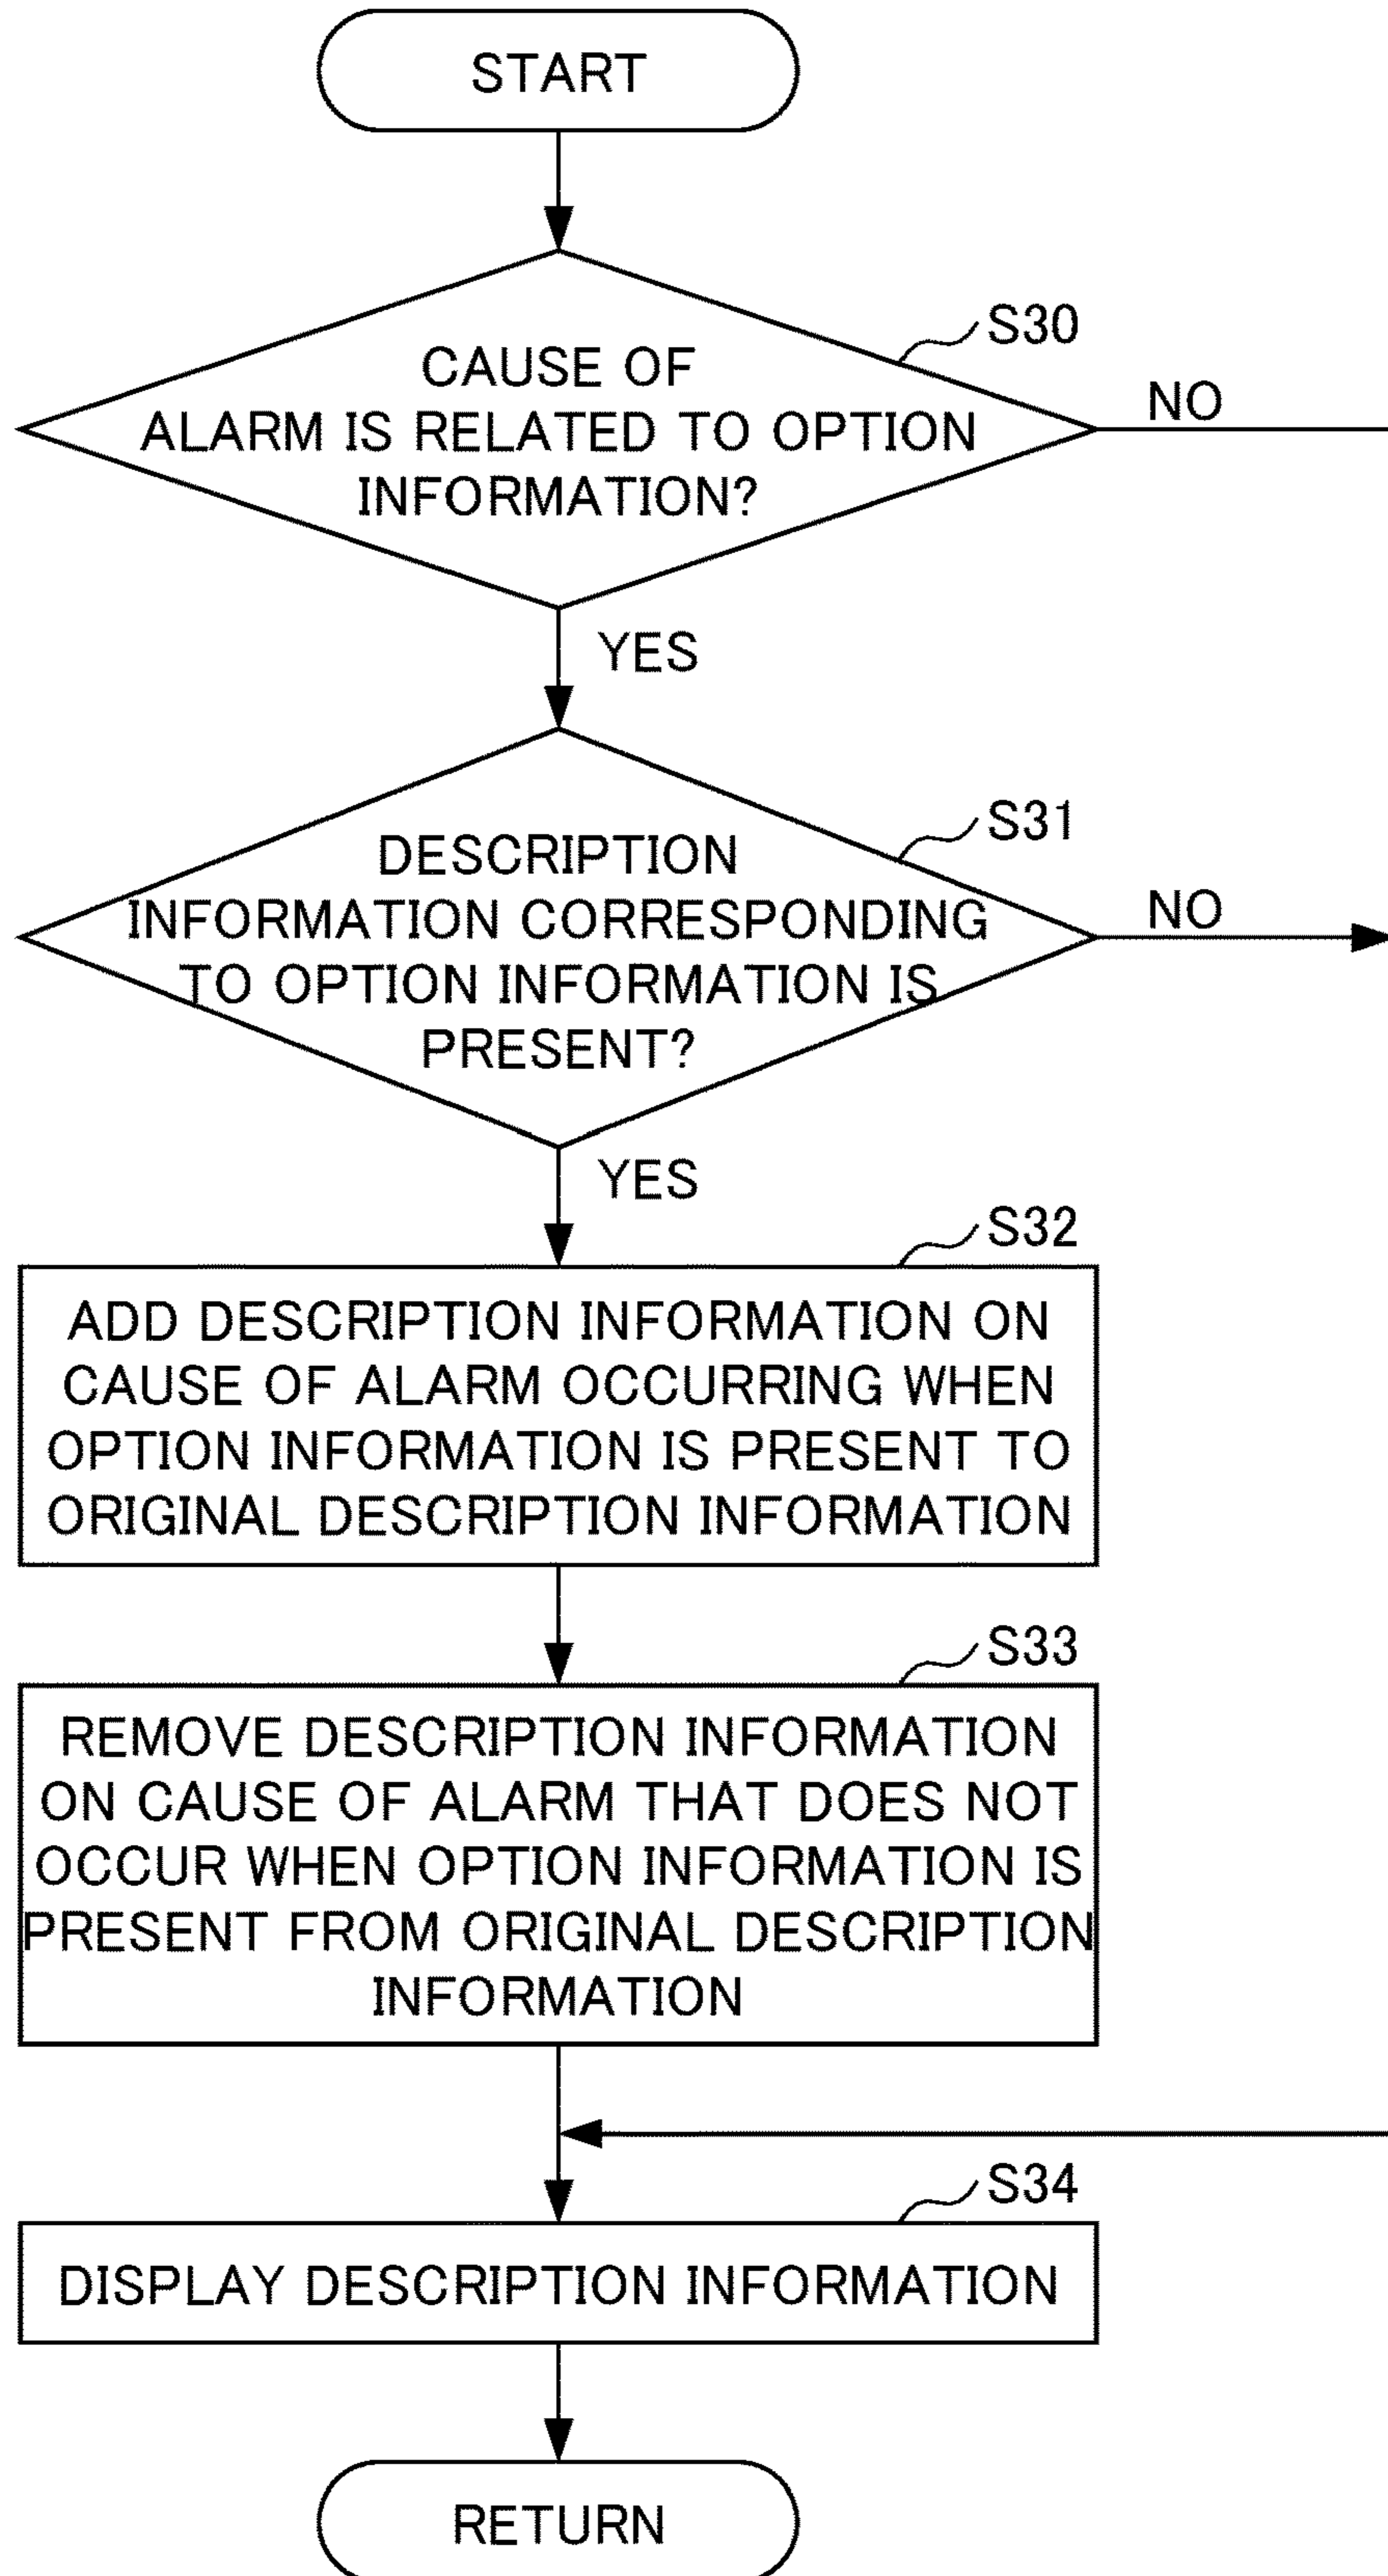 START
S30
CAUSE OF
ALARM IS RELATED TO OPTION
INFORMATION?
NO
YES
S31
DESCRIPTION
INFORMATION CORRESPONDING
TO OPTION INFORMATION IS
PRESENT?
NO
YES
S32
ADD DESCRIPTION INFORMATION ON
CAUSE OF ALARM OCCURRING WHEN
OPTION INFORMATION IS PRESENT TO
ORIGINAL DESCRIPTION INFORMATION
S33
REMOVE DESCRIPTION INFORMATION
ON CAUSE OF ALARM THAT DOES NOT
OCCUR WHEN OPTION INFORMATION IS
PRESENT FROM ORIGINAL DESCRIPTION
INFORMATION
S34
DISPLAY DESCRIPTION INFORMATION
RETURN